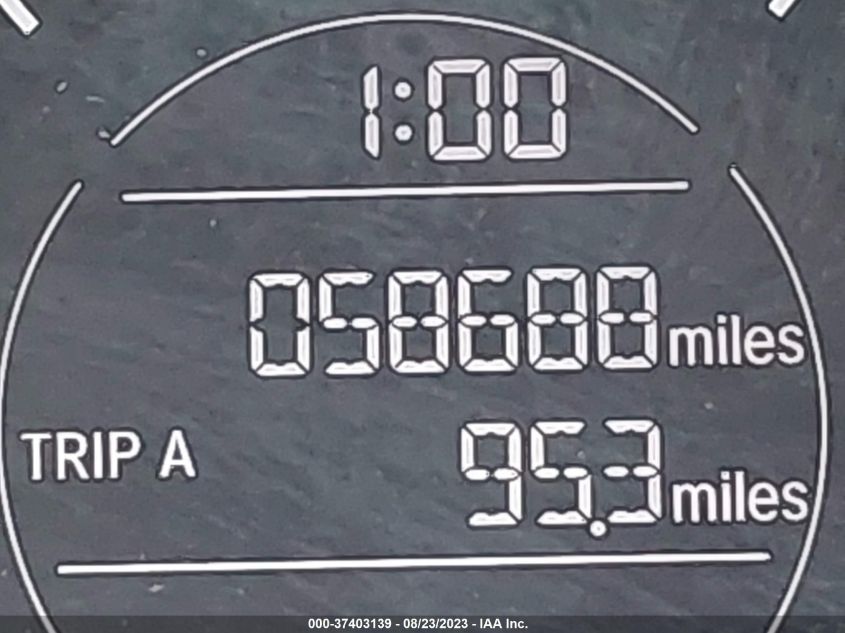 1:00
058688 miles
TRIP A 95.3 miles
000-37403139 - 08/23/2023 - IAA Inc.